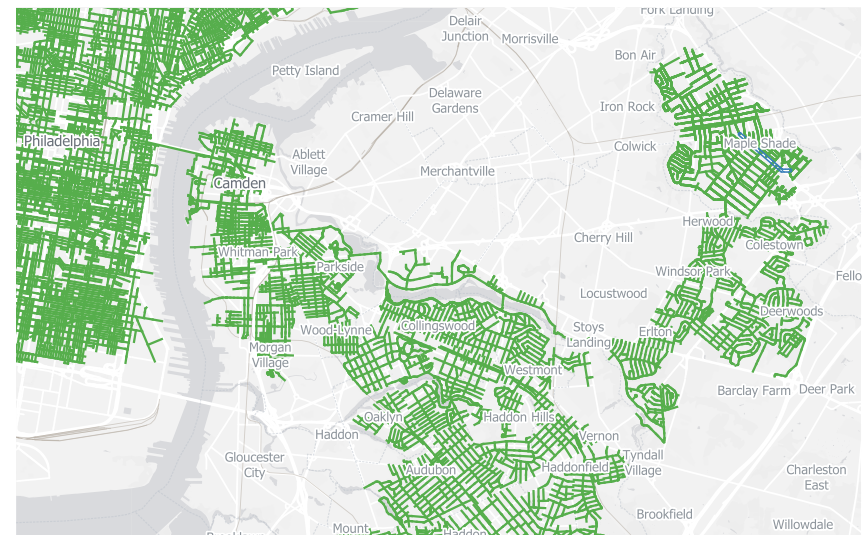 Fork Landing
Delair
Junction
Morrisville
Bon Air
Petty Island
Delaware
Gardens
Iron Rock
Cramer Hill
Philadelphia
Colwick
Maple Shade
Ablett
Village
Merchantville
Camden
Herwood
Cherry Hill
Colestown
Whitman Park
Parkside
Windsor Park
Fello
Locustwood
Deerwoods
Wood-Lynne
Collingswood
Stoys
Landing
Erlton
Morgan
Village
Westmont
Barclay Farm
Deer Park
Oaklyn
Haddon Hills
Haddon
Vernon
Gloucester
City
Audubon
Haddonfield
Tyndall
Village
Charleston
East
Brookfield
Willowdale
Mount
Haddon